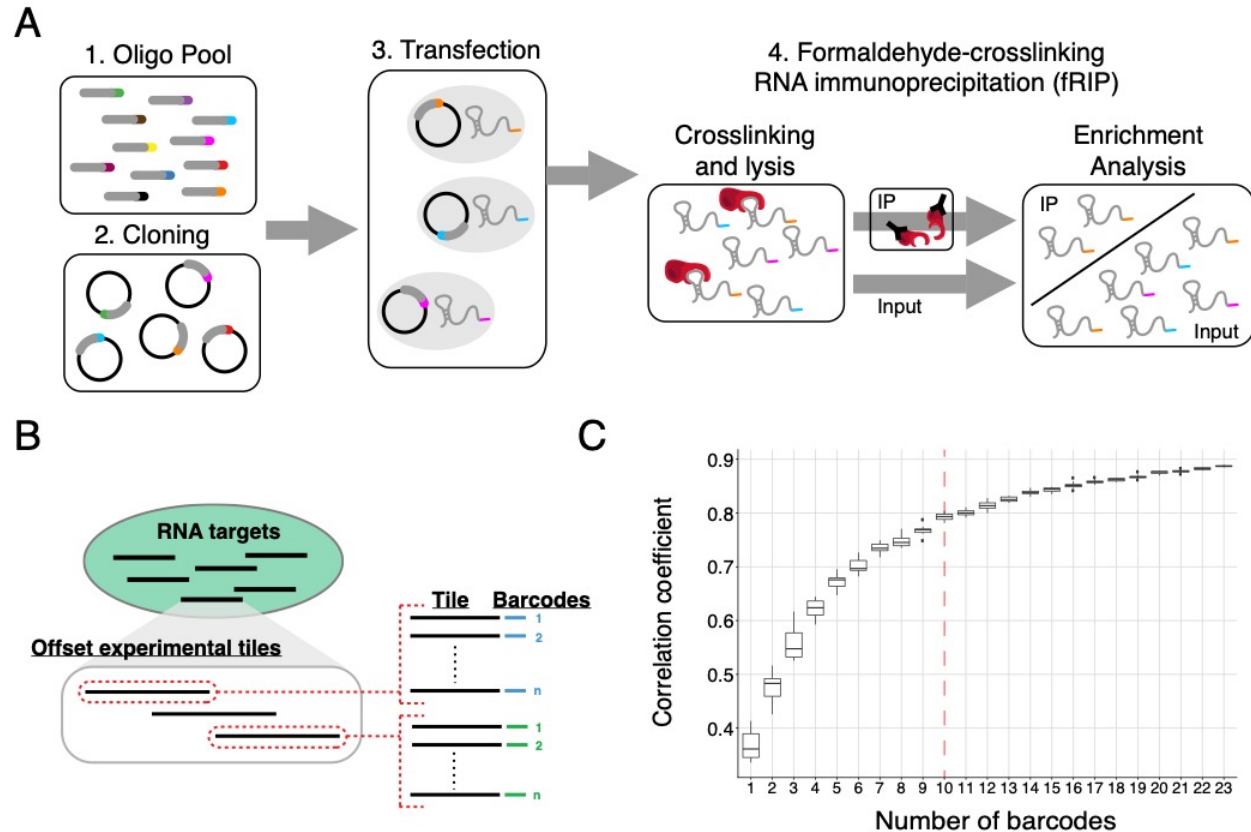 A
1. Oligo Pool
2. Cloning
3. Transfection
4. Formaldehyde-crosslinking
RNA immunoprecipitation (fRIP)
Crosslinking
and lysis
IP
Input
Enrichment
Analysis
IP
Input
B
RNA targets
Offset experimental tiles
Tile Barcodes
1
2
n
1
2
n
C
Correlation coefficient
0.9
0.8
0.7
0.6
0.5
0.4
1 2 3 4 5 6 7 8 9 10 11 12 13 14 15 16 17 18 19 20 21 22 23
Number of barcodes